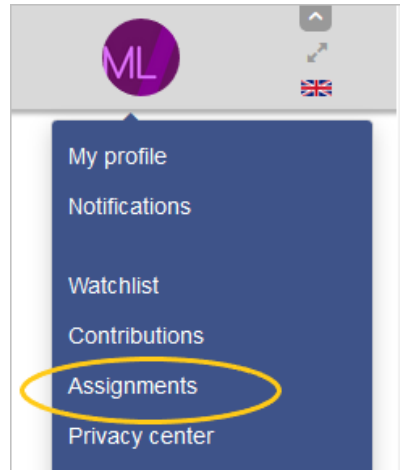 ML
My profile
Notifications
Watchlist
Contributions
Assignments
Privacy center